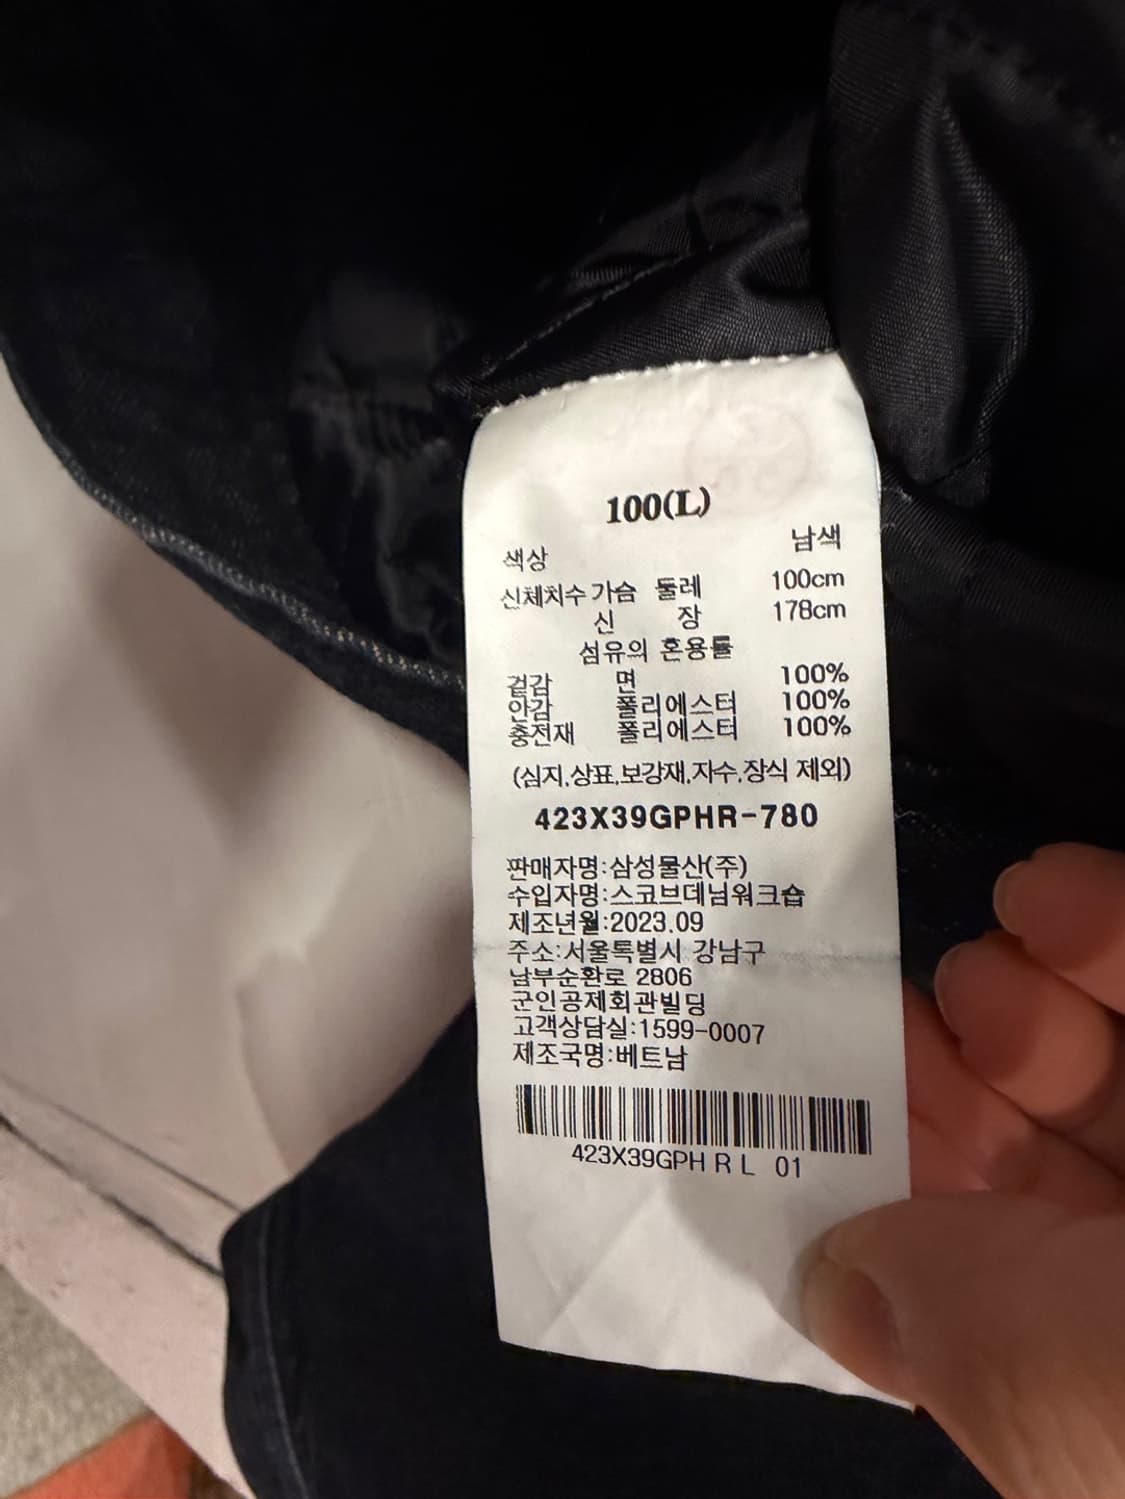 100(L)
색상 남색
신체치수 가슴 둘레 100cm
신 장 178cm
섬유의 혼용률
겉감 면 100%
안감 폴리에스터 100%
충전재 폴리에스터 100%
(심지,상표,보강재,자수,장식 제외)
423X39GPHR-780
판매자명:삼성물산(주)
수입자명:스코브데님워크숍
제조년월:2023.09
주소:서울특별시 강남구
남부순환로 2806
군인공제회관빌딩
고객상담실:1599-0007
제조국명:베트남
423X39GPH R L 01